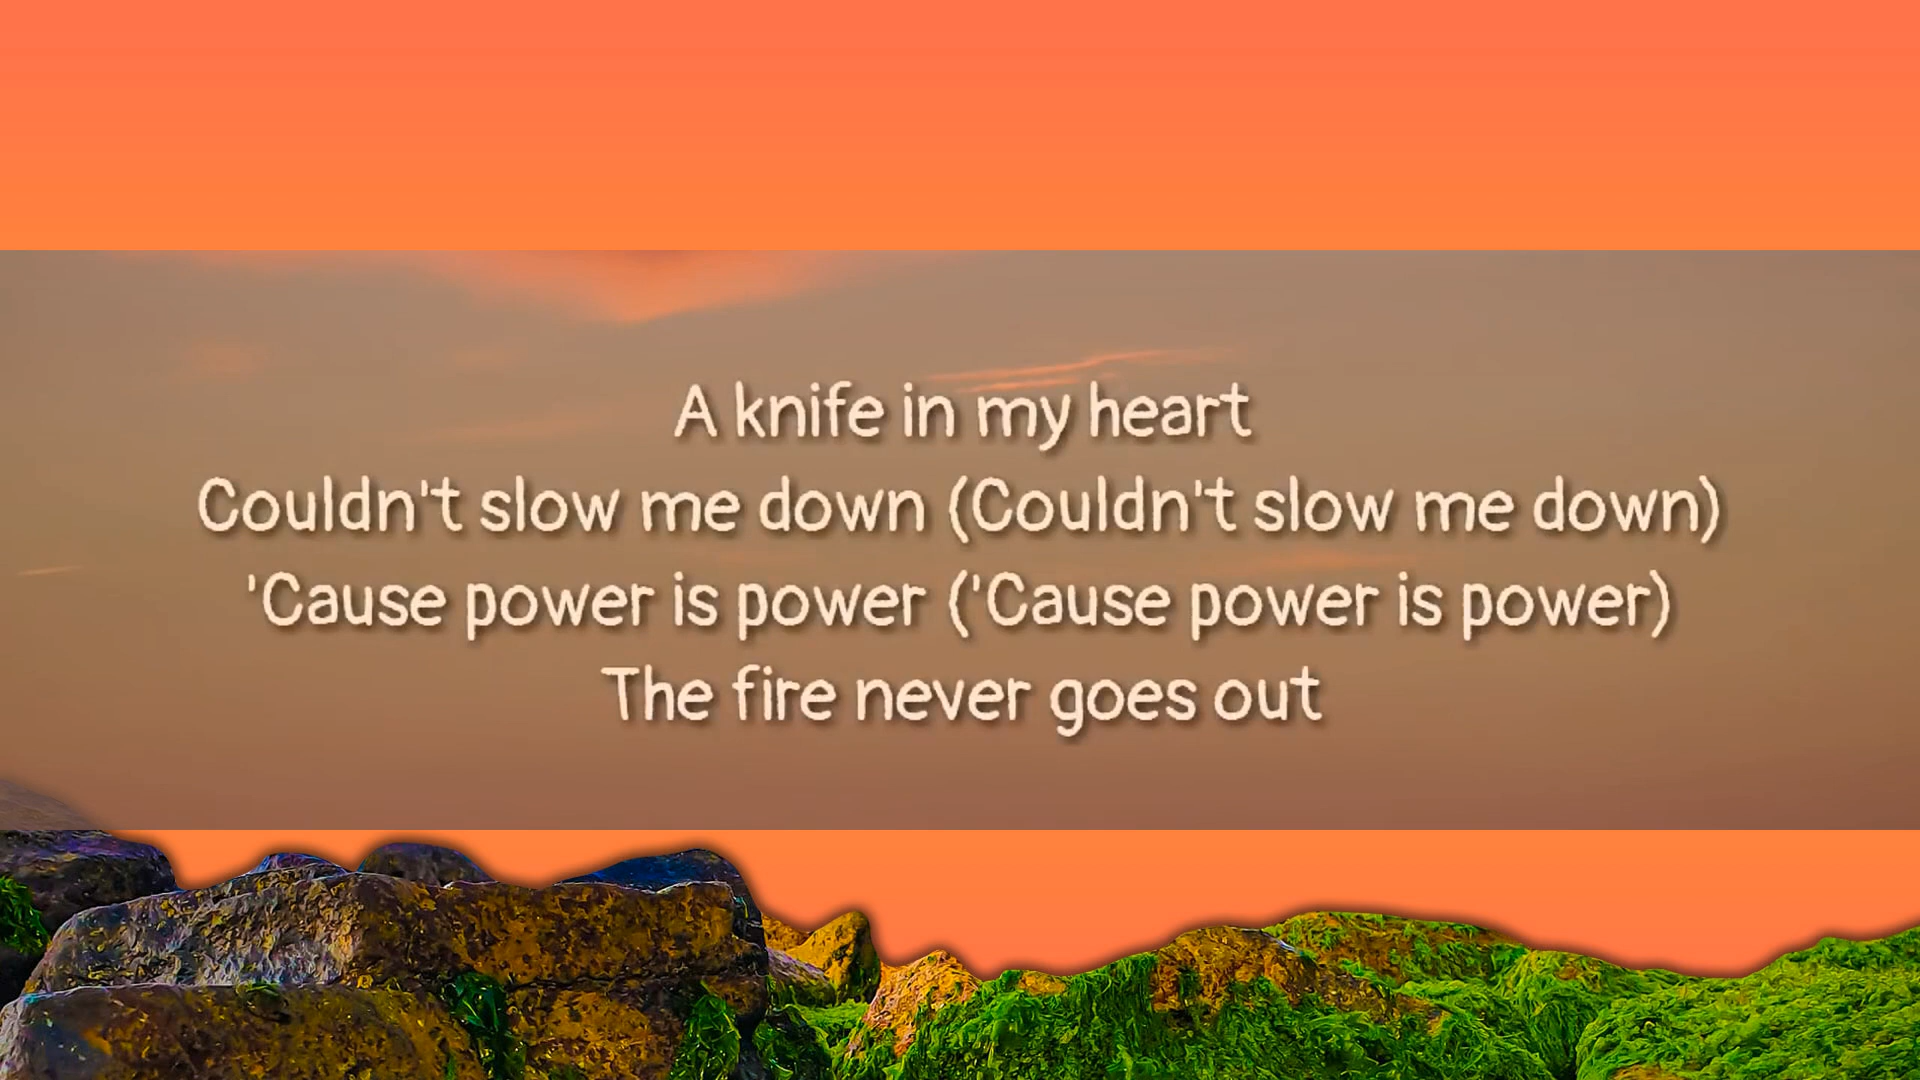 A knife in my heart
Couldn't slow me down (Couldn't slow me down)
'Cause power is power ('Cause power is power)
The fire never goes out